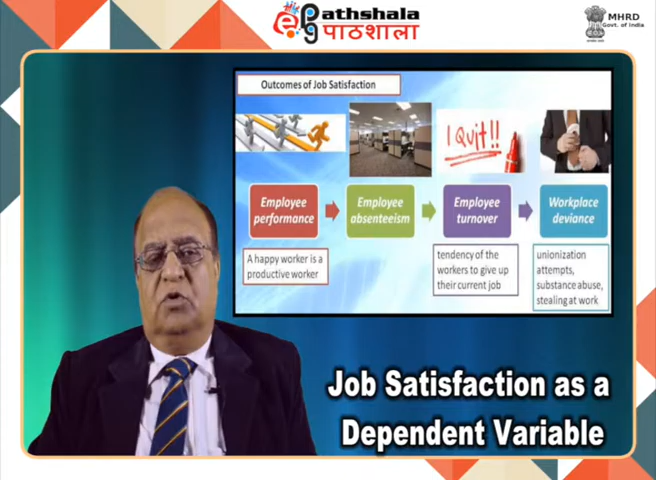 ePathshala
पाठशाला
MHRD
Govt. of India
Outcomes of Job Satisfaction
I QUIT!!
Employee
performance
Employee
absenteeism
Employee
turnover
Workplace
deviance
A happy worker is a
productive worker
tendency of the
workers to give up
their current job
unionization
attempts,
substance abuse,
stealing at work
Job Satisfaction as a
Dependent Variable